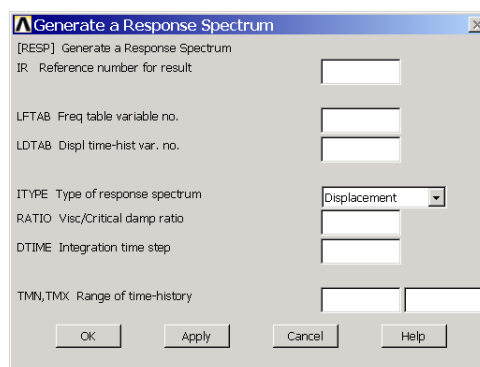 Generate a Response Spectrum
[RESP] Generate a Response Spectrum
IR Reference number for result
LFTAB Freq table variable no.
LDTAB Displ time-hist var. no.
ITYPE Type of response spectrum Displacement
RATIO Visc/Critical damp ratio
DTIME Integration time step
TMN,TMX Range of time-history
OK Apply Cancel Help